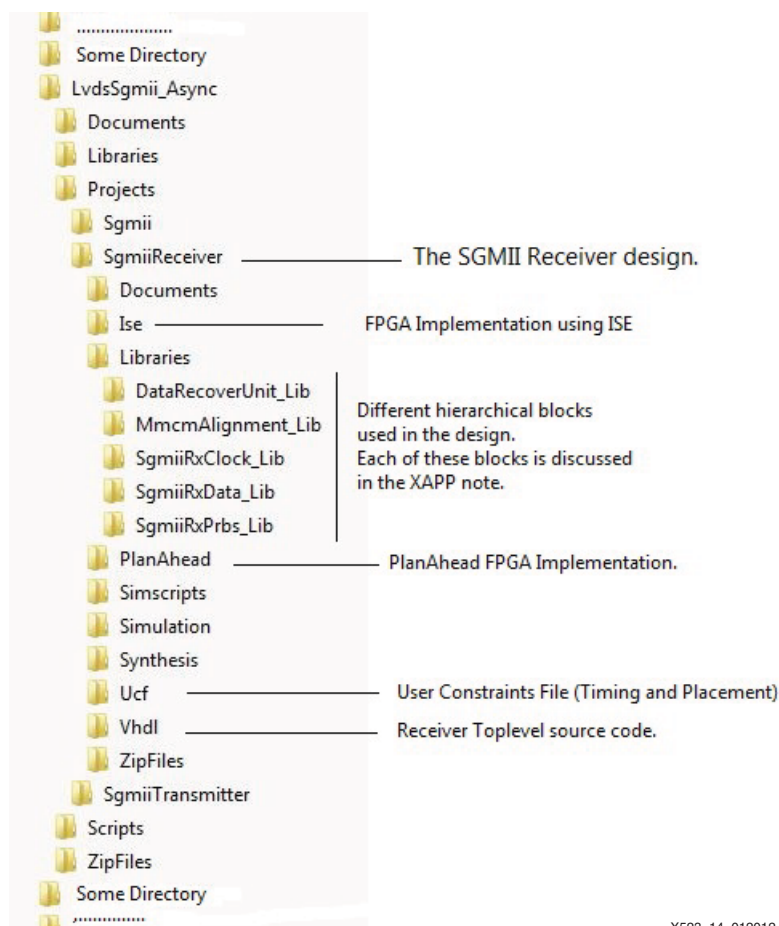 .....................
Some Directory
LvdsSgmii_Async
Documents
Libraries
Projects
Sgmii
SgmiiReceiver The SGMII Receiver design.
Documents
Ise FPGA Implementation using ISE
Libraries
DataRecoverUnit_Lib
MmcmAlignment_Lib
SgmiiRxClock_Lib
SgmiiRxData_Lib
SgmiiRxPrbs_Lib
Different hierarchical blocks
used in the design.
Each of these blocks is discussed
in the XAPP note.
PlanAhead PlanAhead FPGA Implementation.
Simscripts
Simulation
Synthesis
Ucf User Constraints File (Timing and Placement)
Vhdl Receiver Toplevel source code.
ZipFiles
SgmiiTransmitter
Scripts
ZipFiles
Some Directory